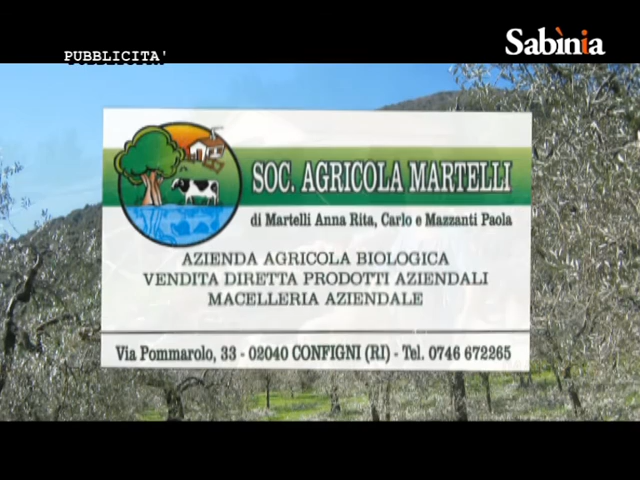 PUBBLICITA'
Sabìnia
SOC. AGRICOLA MARTELLI
di Martelli Anna Rita, Carlo e Mazzanti Paola
AZIENDA AGRICOLA BIOLOGICA
VENDITA DIRETTA PRODOTTI AZIENDALI
MACELLERIA AZIENDALE
Via Pommarolo, 33 - 02040 CONFIGNI (RI) - Tel. 0746 672265